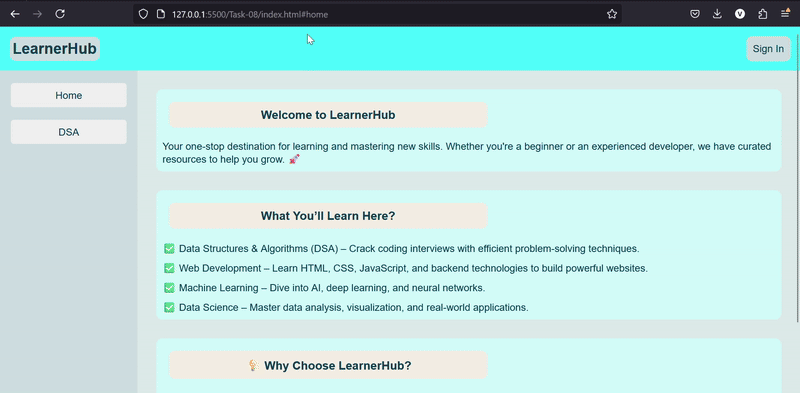 127.0.0.1:5500/Task-08/index.html#home
V
LearnerHub
Sign In
Home
DSA
Welcome to LearnerHub
Your one-stop destination for learning and mastering new skills. Whether you're a beginner or an experienced developer, we have curated
resources to help you grow. 🚀
What You’ll Learn Here?
✅ Data Structures & Algorithms (DSA) – Crack coding interviews with efficient problem-solving techniques.
✅ Web Development – Learn HTML, CSS, JavaScript, and backend technologies to build powerful websites.
✅ Machine Learning – Dive into AI, deep learning, and neural networks.
✅ Data Science – Master data analysis, visualization, and real-world applications.
💡 Why Choose LearnerHub?